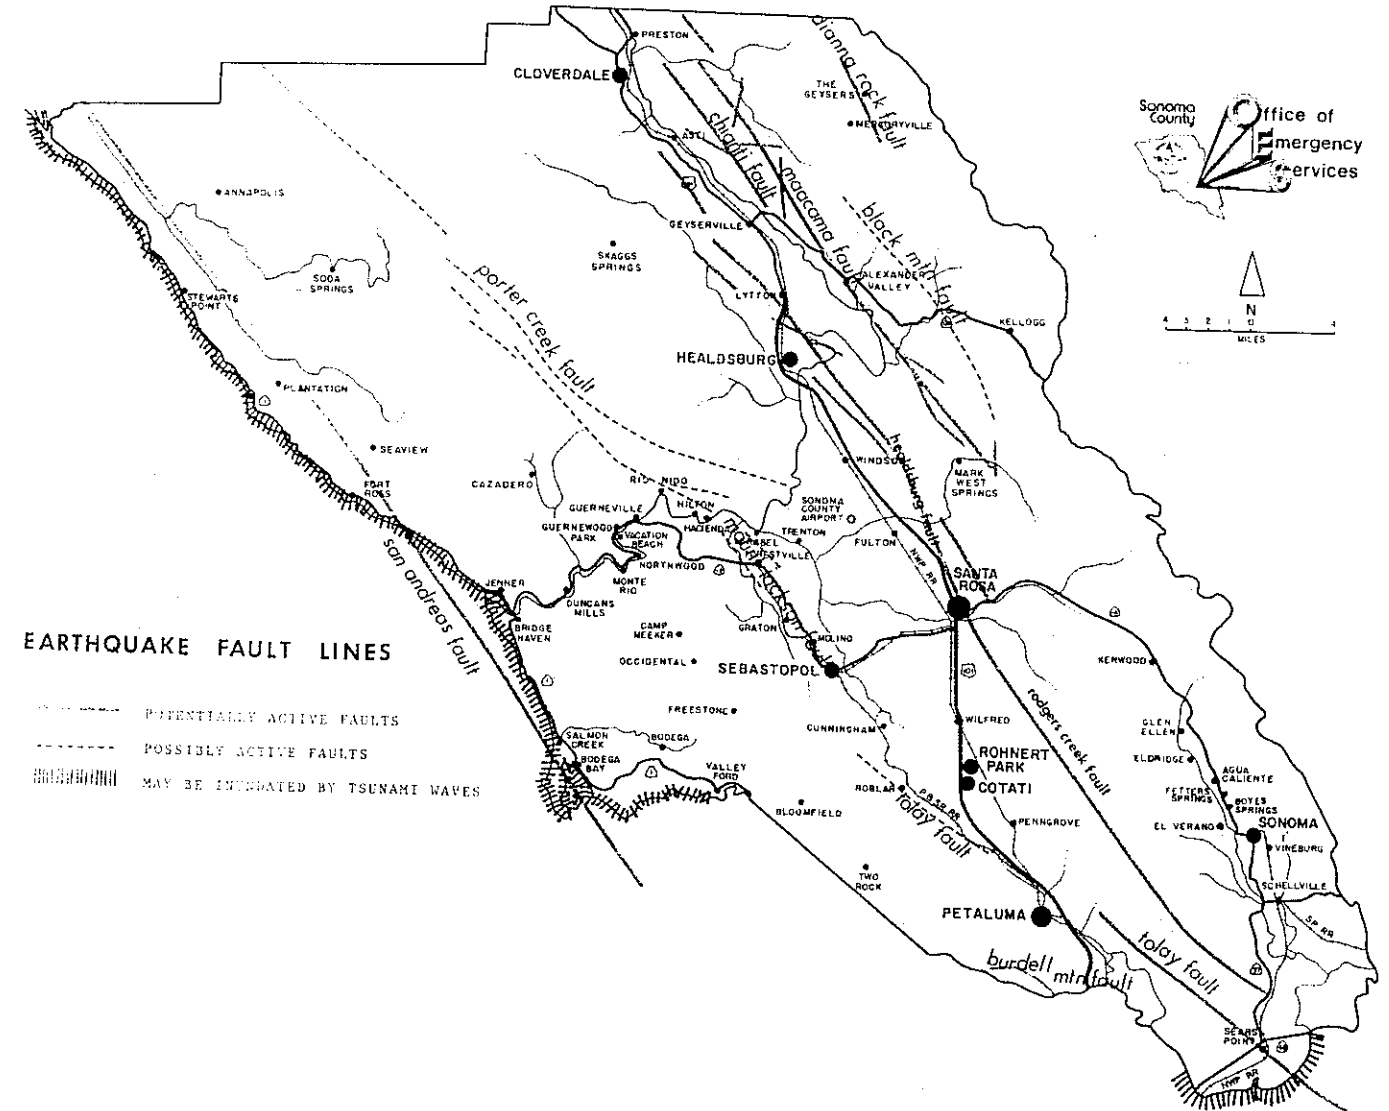 PRESTON
CLOVERDALE
THE
GEYSERS
MERCURYVILLE
ASTI
chianti fault
maacama fault
Sonoma
County
Office of
Emergency
Services
ANNAPOLIS
GEYSERVILLE
black mtn. fault
SKAGGS
SPRINGS
SODA
SPRINGS
STEWARTS
POINT
porter creek fault
LYTTON
ALEXANDER
VALLEY
KELLOGG
N
MILES
HEALDSBURG
PLANTATION
SEAVIEW
healdsburg fault
WINDSOR
CAZADERO
FORT
ROSS
RIO NIDO
MARK
WEST
SPRINGS
GUERNEVILLE
HILTON
HACIENDA
SONOMA
COUNTY
AIRPORT
GUERNEWOOD
PARK
VACATION
BEACH
TRENTON
FORESTVILLE
FULTON
NWP RR
NORTHWOOD
san andreas fault
JENNER
MONTE
RIO
DUNCANS
MILLS
SANTA
ROSA
BRIDGE
HAVEN
CAMP
MEEKER
GRATON
MOLINO
EARTHQUAKE FAULT LINES
OCCIDENTAL
SEBASTOPOL
KENWOOD
101
rodgers creek fault
POTENTIALLY ACTIVE FAULTS
FREESTONE
CUNNINGHAM
WILFRED
GLEN
ELLEN
POSSIBLY ACTIVE FAULTS
SALMON
CREEK
BODEGA
ROHNERT
PARK
ELDRIDGE
BODEGA
BAY
VALLEY
FORD
AGUA
CALIENTE
MAY BE INUNDATED BY TSUNAMI WAVES
ROBLAR
COTATI
FETTERS
SPRINGS
BOYES
SPRINGS
BLOOMFIELD
tolay fault
PENNGROVE
EL VERANO
SONOMA
VINEBURG
TWO
ROCK
SCHELLVILLE
PETALUMA
SP RR
tolay fault
burdell
mtn fault
SEARS
POINT
NWP RR